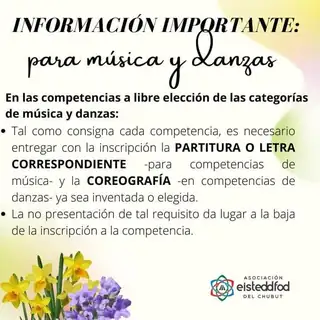 INFORMACIÓN IMPORTANTE:
para música y danzas
En las competencias a libre elección de las categorías
de música y danzas:
• Tal como consigna cada competencia, es necesario
entregar con la inscripción la PARTITURA O LETRA
CORRESPONDIENTE -para competencias de
música- y la COREOGRAFÍA -en competencias de
danzas- ya sea inventada o elegida.
• La no presentación de tal requisito da lugar a la baja
de la inscripción a la competencia.
ASOCIACIÓN
eisteddfod
DEL CHUBUT